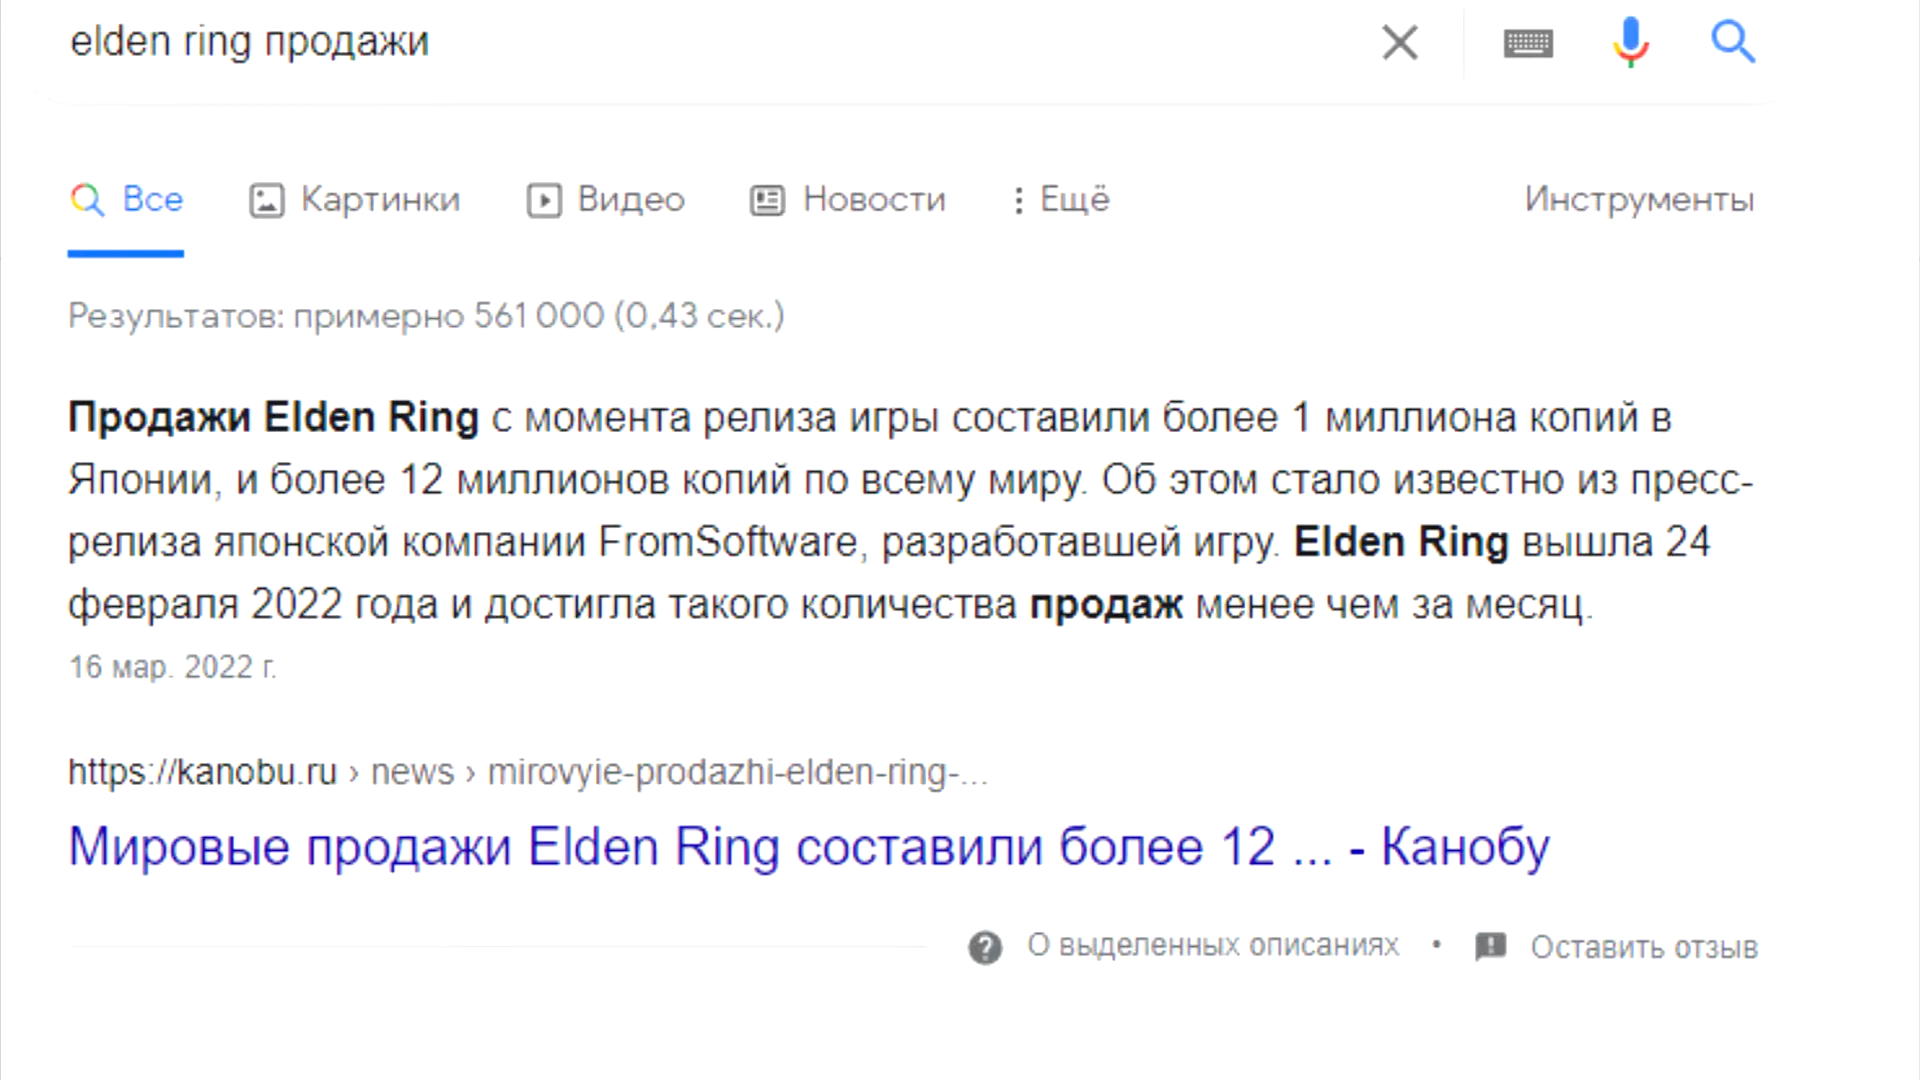 elden ring продажи
Все Картинки Видео Новости Ещё Инструменты
Результатов: примерно 561 000 (0,43 сек.)
Продажи Elden Ring с момента релиза игры составили более 1 миллиона копий в
Японии, и более 12 миллионов копий по всему миру. Об этом стало известно из пресс-
релиза японской компании FromSoftware, разработавшей игру. Elden Ring вышла 24
февраля 2022 года и достигла такого количества продаж менее чем за месяц.
16 мар. 2022 г.
https://kanobu.ru › news › mirovyie-prodazhi-elden-ring-...
Мировые продажи Elden Ring составили более 12 ... - Канобу
О выделенных описаниях • Оставить отзыв